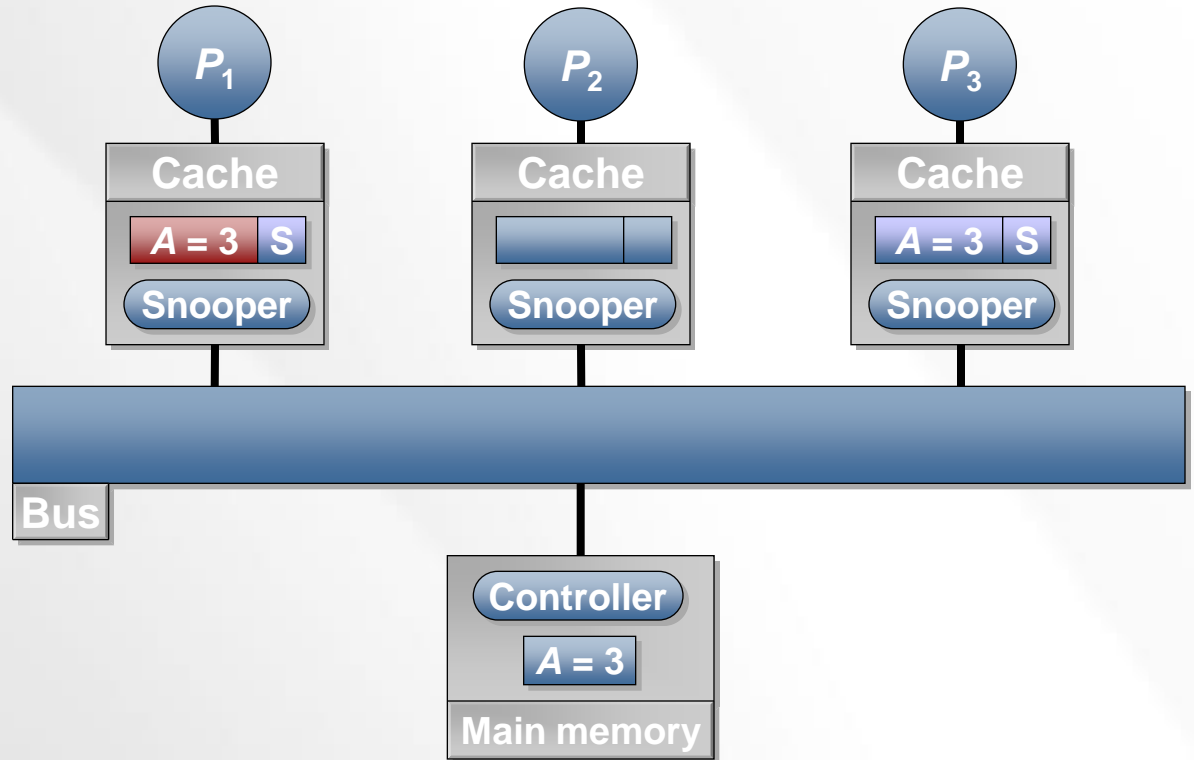 P1 P2 P3
Cache Cache Cache
A = 3 S A = 3 S
Snooper Snooper Snooper
Bus
Controller
A = 3
Main memory